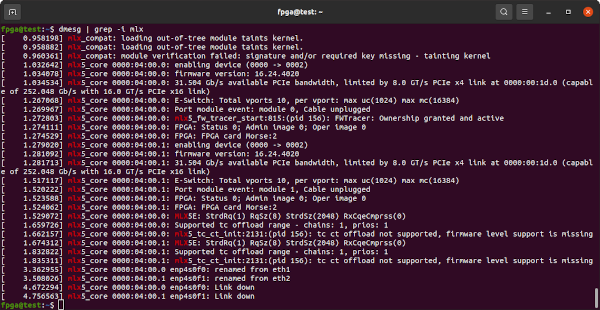 fpga@test: ~
fpga@test:~$ dmesg | grep -i mlx
[    0.958198] mlx_compat: loading out-of-tree module taints kernel.
[    0.958882] mlx_compat: loading out-of-tree module taints kernel.
[    0.960361] mlx_compat: module verification failed: signature and/or required key missing - tainting kernel
[    1.032642] mlx5_core 0000:04:00.0: enabling device (0000 -> 0002)
[    1.034078] mlx5_core 0000:04:00.0: firmware version: 16.24.4020
[    1.034534] mlx5_core 0000:04:00.0: 31.504 Gb/s available PCIe bandwidth, limited by 8.0 GT/s PCIe x4 link at 0000:00:1d.0 (capabl
e of 252.048 Gb/s with 16.0 GT/s PCIe x16 link)
[    1.267068] mlx5_core 0000:04:00.0: E-Switch: Total vports 10, per vport: max uc(1024) max mc(16384)
[    1.269967] mlx5_core 0000:04:00.0: Port module event: module 0, Cable unplugged
[    1.272803] mlx5_core 0000:04:00.0: mlx5_fw_tracer_start:815:(pid 156): FWTracer: Ownership granted and active
[    1.274111] mlx5_core 0000:04:00.0: FPGA: Status 0; Admin image 0; Oper image 0
[    1.274529] mlx5_core 0000:04:00.0: FPGA: FPGA card Morse:2
[    1.279020] mlx5_core 0000:04:00.1: enabling device (0000 -> 0002)
[    1.281092] mlx5_core 0000:04:00.1: firmware version: 16.24.4020
[    1.281713] mlx5_core 0000:04:00.1: 31.504 Gb/s available PCIe bandwidth, limited by 8.0 GT/s PCIe x4 link at 0000:00:1d.0 (capabl
e of 252.048 Gb/s with 16.0 GT/s PCIe x16 link)
[    1.517117] mlx5_core 0000:04:00.1: E-Switch: Total vports 10, per vport: max uc(1024) max mc(16384)
[    1.520222] mlx5_core 0000:04:00.1: Port module event: module 1, Cable unplugged
[    1.523588] mlx5_core 0000:04:00.1: FPGA: Status 0; Admin image 0; Oper image 0
[    1.524062] mlx5_core 0000:04:00.1: FPGA: FPGA card Morse:2
[    1.529072] mlx5_core 0000:04:00.0: MLX5E: StrdRq(1) RqSz(8) StrdSz(2048) RxCqeCmprss(0)
[    1.659726] mlx5_core 0000:04:00.0: Supported tc offload range - chains: 1, prios: 1
[    1.662157] mlx5_core 0000:04:00.0: mlx5_tc_ct_init:2131:(pid 156): tc ct offload not supported, firmware level support is missing
[    1.674312] mlx5_core 0000:04:00.1: MLX5E: StrdRq(1) RqSz(8) StrdSz(2048) RxCqeCmprss(0)
[    1.832822] mlx5_core 0000:04:00.1: Supported tc offload range - chains: 1, prios: 1
[    1.835311] mlx5_core 0000:04:00.1: mlx5_tc_ct_init:2131:(pid 156): tc ct offload not supported, firmware level support is missing
[    3.362955] mlx5_core 0000:04:00.0 enp4s0f0: renamed from eth1
[    3.508026] mlx5_core 0000:04:00.1 enp4s0f1: renamed from eth2
[    4.672294] mlx5_core 0000:04:00.0 enp4s0f0: Link down
[    4.756563] mlx5_core 0000:04:00.1 enp4s0f1: Link down
fpga@test:~$